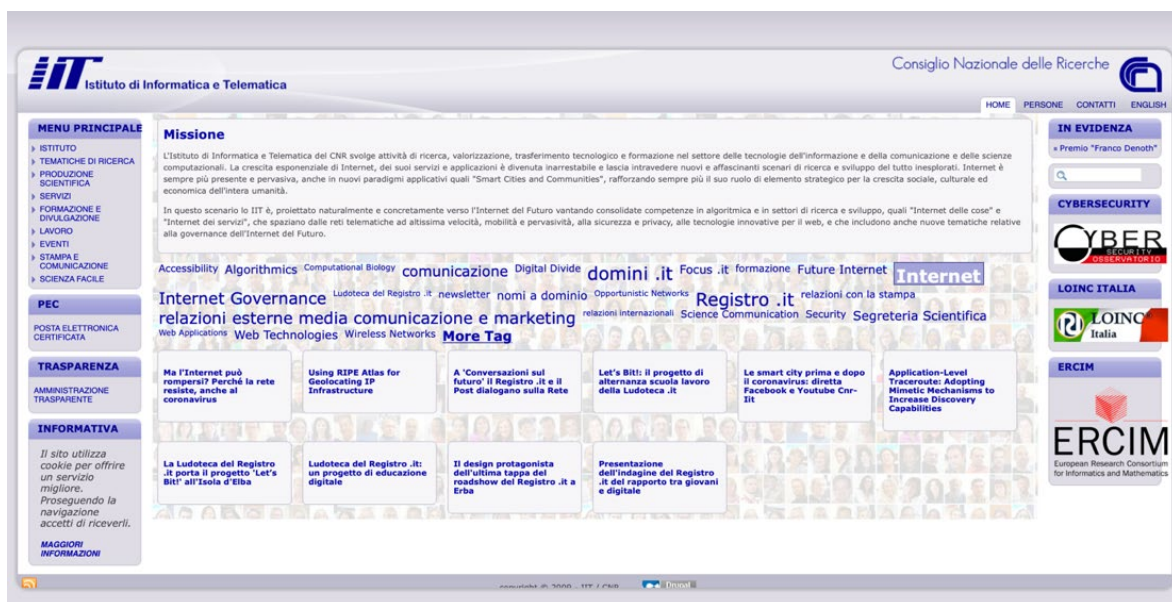 IIT
Istituto di Informatica e Telematica
Consiglio Nazionale delle Ricerche
HOME PERSONE CONTATTI ENGLISH
MENU PRINCIPALE
ISTITUTO
TEMATICHE DI RICERCA
PRODUZIONE
SCIENTIFICA
SERVIZI
FORMAZIONE E
DIVULGAZIONE
LAVORO
EVENTI
STAMPA E
COMUNICAZIONE
SCIENZA FACILE
PEC
POSTA ELETTRONICA
CERTIFICATA
TRASPARENZA
AMMINISTRAZIONE
TRASPARENTE
INFORMATIVA
Il sito utilizza
cookie per offrire
un servizio
migliore.
Proseguendo la
navigazione
accetti di riceverli.
MAGGIORI
INFORMAZIONI
Missione
L'Istituto di Informatica e Telematica del CNR svolge attività di ricerca, valorizzazione, trasferimento tecnologico e formazione nel settore delle tecnologie dell'informazione e della comunicazione e delle scienze
computazionali. La crescita esponenziale di Internet, dei suoi servizi e applicazioni è divenuta inarrestabile e lascia intravedere nuovi e affascinanti scenari di ricerca e sviluppo del tutto inesplorati. Internet è
sempre più presente e pervasiva, anche in nuovi paradigmi applicativi quali "Smart Cities and Communities", rafforzando sempre più il suo ruolo di elemento strategico per la crescita sociale, culturale ed
economica dell'intera umanità.
In questo scenario lo IIT è, proiettato naturalmente e concretamente verso l'Internet del Futuro vantando consolidate competenze in algoritmica e in settori di ricerca e sviluppo, quali "Internet delle cose" e
"Internet dei servizi", che spaziano dalle reti telematiche ad altissima velocità, mobilità e pervasività, alla sicurezza e privacy, alle tecnologie innovative per il web, e che includono anche nuove tematiche relative
alla governance dell'Internet del Futuro.
Accessibility Algorithmics Computational Biology comunicazione Digital Divide domini .it Focus .it formazione Future Internet Internet
Internet Governance Ludoteca del Registro .it newsletter nomi a dominio Opportunistic Networks Registro .it relazioni con la stampa
relazioni esterne media comunicazione e marketing relazioni internazionali Science Communication Security Segreteria Scientifica
Web Applications Web Technologies Wireless Networks More Tag
Ma l'Internet può
rompersi? Perché la rete
resiste, anche al
coronavirus
Using RIPE Atlas for
Geolocating IP
Infrastructure
A 'Conversazioni sul
futuro' il Registro .it e il
Post dialogano sulla Rete
Let's Bit!: il progetto di
alternanza scuola lavoro
della Ludoteca .it
Le smart city prima e dopo
il coronavirus: diretta
Facebook e Youtube Cnr-
Iit
Application-Level
Traceroute: Adopting
Mimetic Mechanisms to
Increase Discovery
Capabilities
La Ludoteca del Registro
.it porta il progetto 'Let's
Bit!' all'Isola d'Elba
Ludoteca del Registro .it:
un progetto di educazione
digitale
Il design protagonista
dell'ultima tappa del
roadshow del Registro .it a
Erba
Presentazione
dell'indagine del Registro
.it del rapporto tra giovani
e digitale
IN EVIDENZA
« Premio "Franco Denoth"
CYBERSECURITY
CYBER
SECURITY
OSSERVATORIO
LOINC ITALIA
LOINC
Italia
ERCIM
ERCIM
European Research Consortium
for Informatics and Mathematics
copyright © 2009 - IIT / CNR Drupal